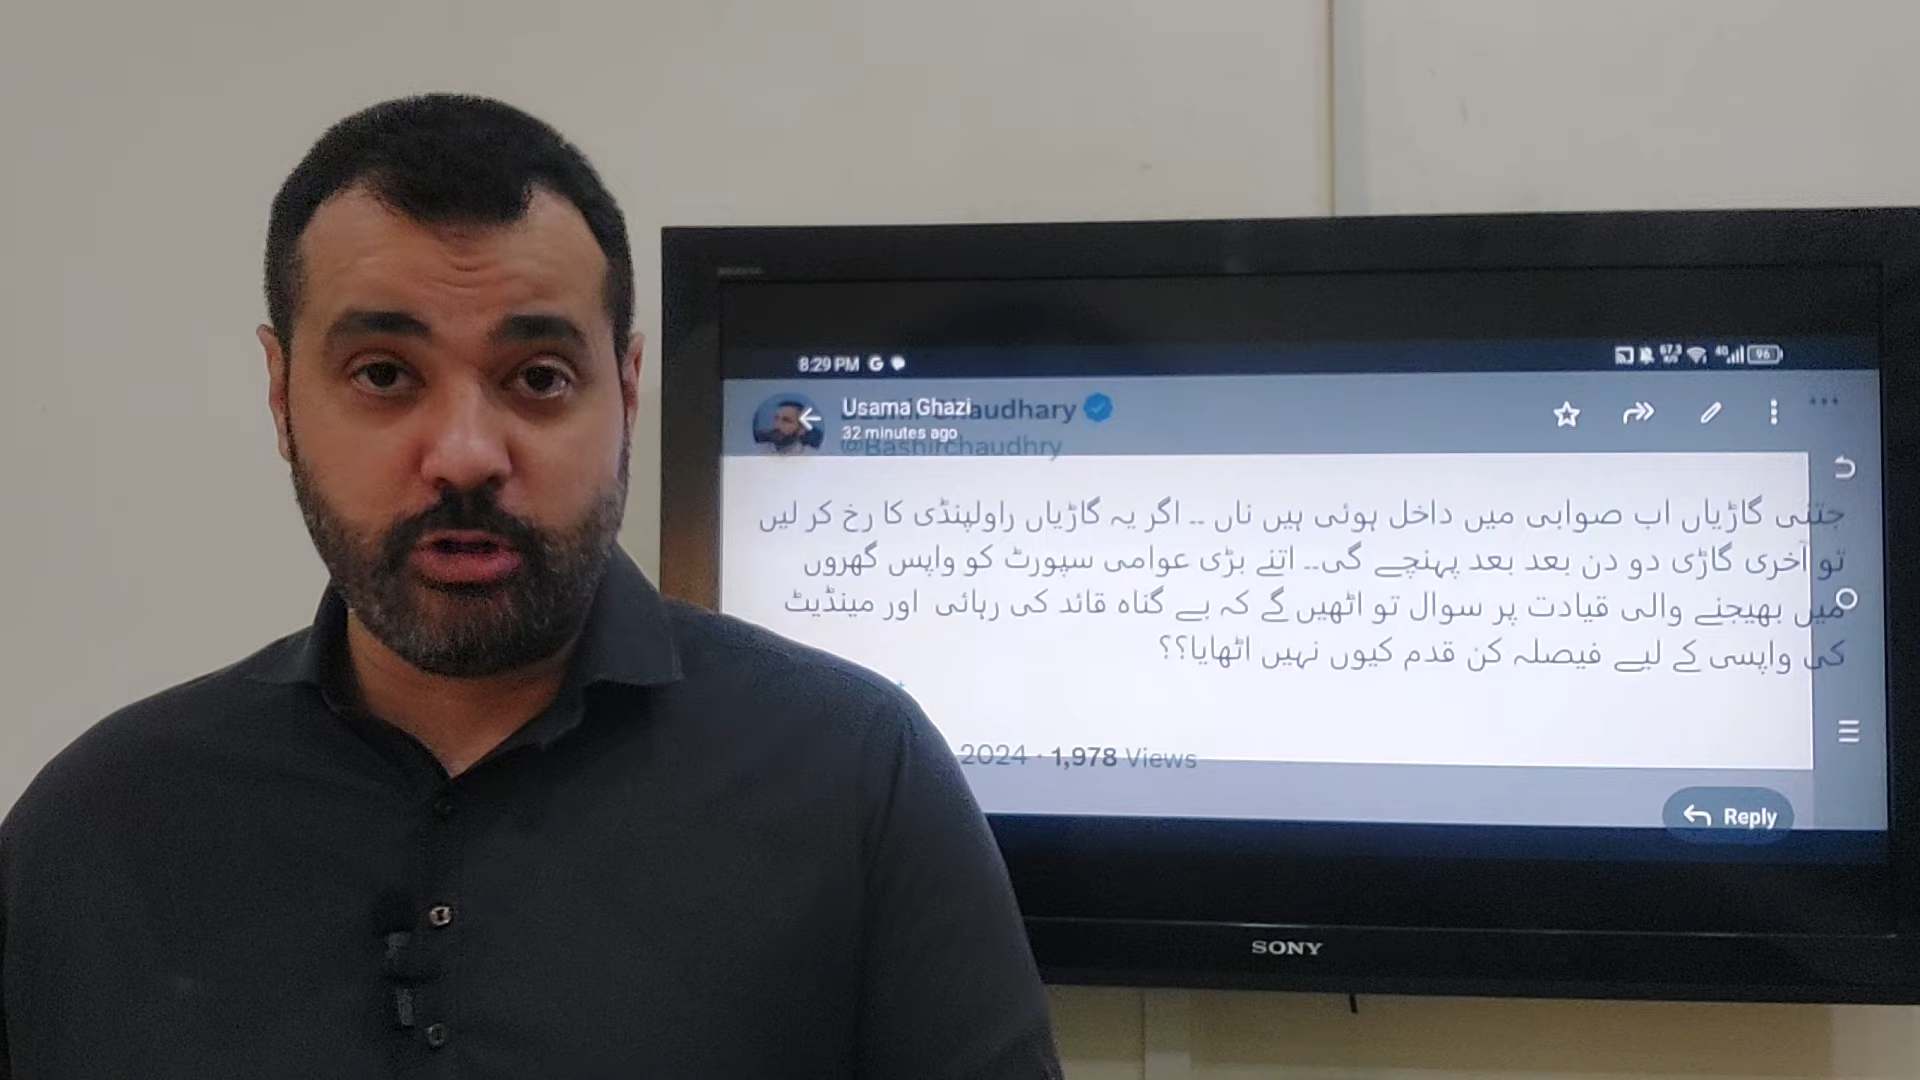 8:29 PM
96
Usama Ghazi
32 minutes ago
@Bashirchaudhry
جتنی گاڑیاں اب صوابی میں داخل ہوئی ہیں ناں .. اگر یہ گاڑیاں راولپنڈی کا رخ کر لیں
تو آخری گاڑی دو دن بعد بعد پہنچے گی.. اتنے بڑی عوامی سپورٹ کو واپس گھروں
میں بھیجنے والی قیادت پر سوال تو اٹھیں گے کہ بے گناہ قائد کی رہائی اور مینڈیٹ
کی واپسی کے لیے فیصلہ کن قدم کیوں نہیں اٹھایا؟؟
2024 · 1,978 Views
Reply
SONY